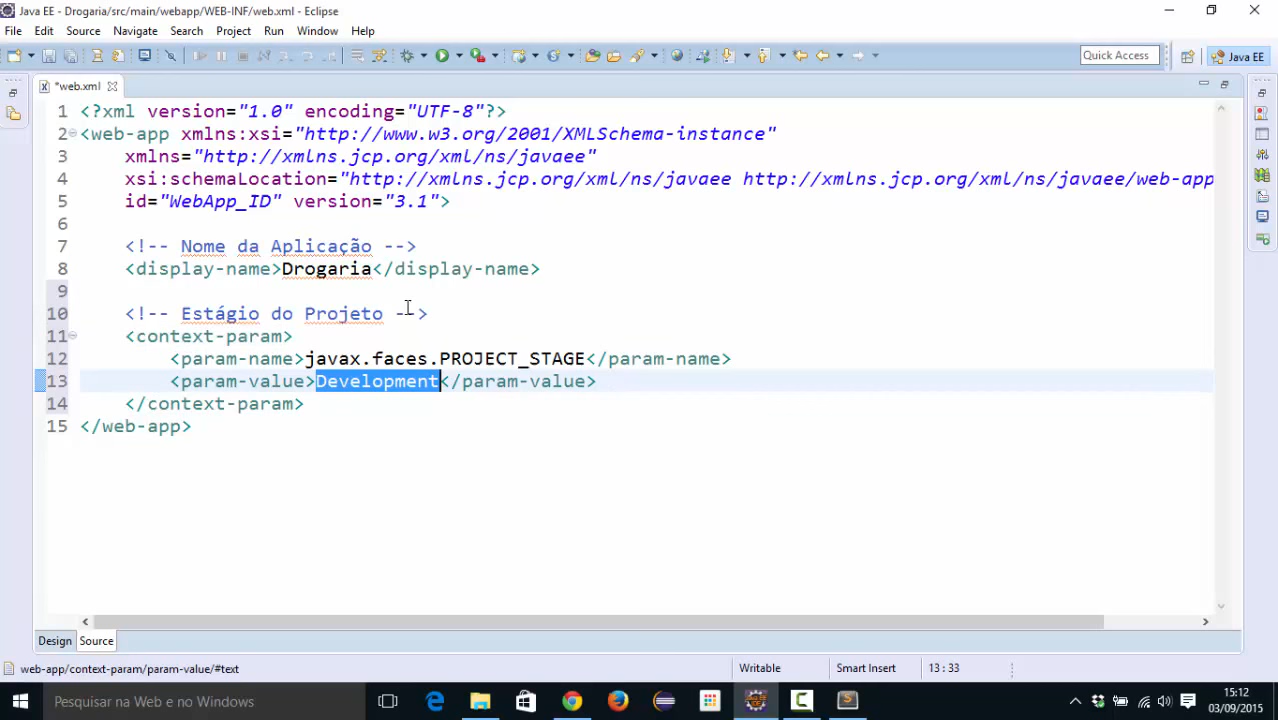 Java EE - Drogaria/src/main/webapp/WEB-INF/web.xml - Eclipse
File Edit Source Navigate Search Project Run Window Help
Quick Access
Java EE
*web.xml
1 <?xml version="1.0" encoding="UTF-8"?>
2 <web-app xmlns:xsi="http://www.w3.org/2001/XMLSchema-instance"
3 xmlns="http://xmlns.jcp.org/xml/ns/javaee"
4 xsi:schemaLocation="http://xmlns.jcp.org/xml/ns/javaee http://xmlns.jcp.org/xml/ns/javaee/web-app
5 id="WebApp_ID" version="3.1">
6
7 <!-- Nome da Aplicação -->
8 <display-name>Drogaria</display-name>
9
10 <!-- Estágio do Projeto -->
11 <context-param>
12 <param-name>javax.faces.PROJECT_STAGE</param-name>
13 <param-value>Development</param-value>
14 </context-param>
15 </web-app>
Design Source
web-app/context-param/param-value/#text
Writable
Smart Insert
13 : 33
Pesquisar na Web e no Windows
15:12
03/09/2015